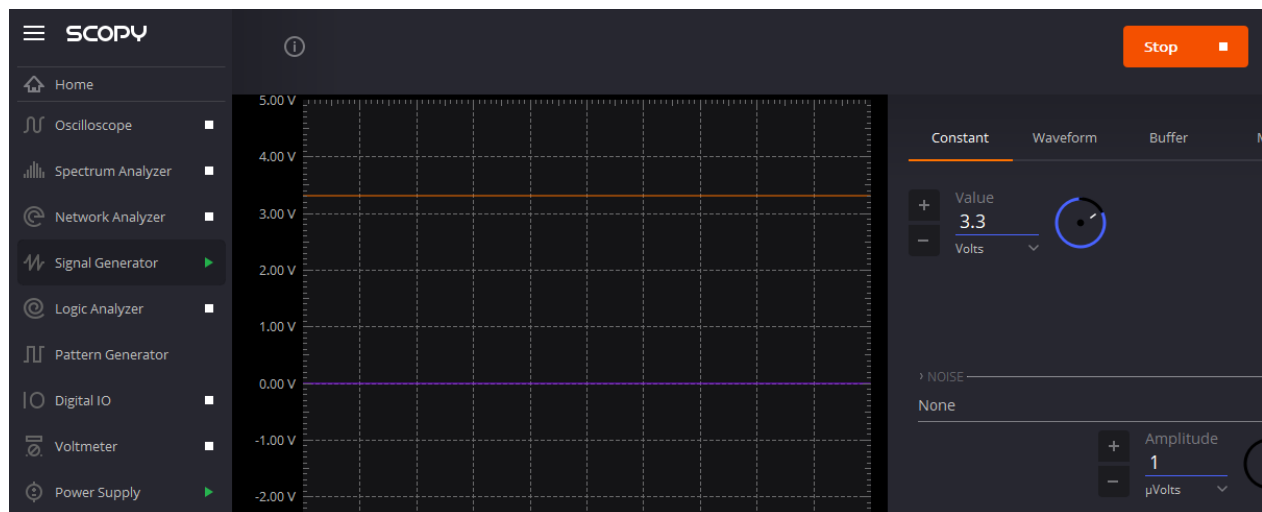 SCOPY
Stop
Home
Oscilloscope
Spectrum Analyzer
Network Analyzer
Signal Generator
Logic Analyzer
Pattern Generator
Digital IO
Voltmeter
Power Supply
5.00 V
4.00 V
3.00 V
2.00 V
1.00 V
0.00 V
-1.00 V
-2.00 V
Constant Waveform Buffer
+ Value
3.3
− Volts
› NOISE
None
+ Amplitude
1
− µVolts